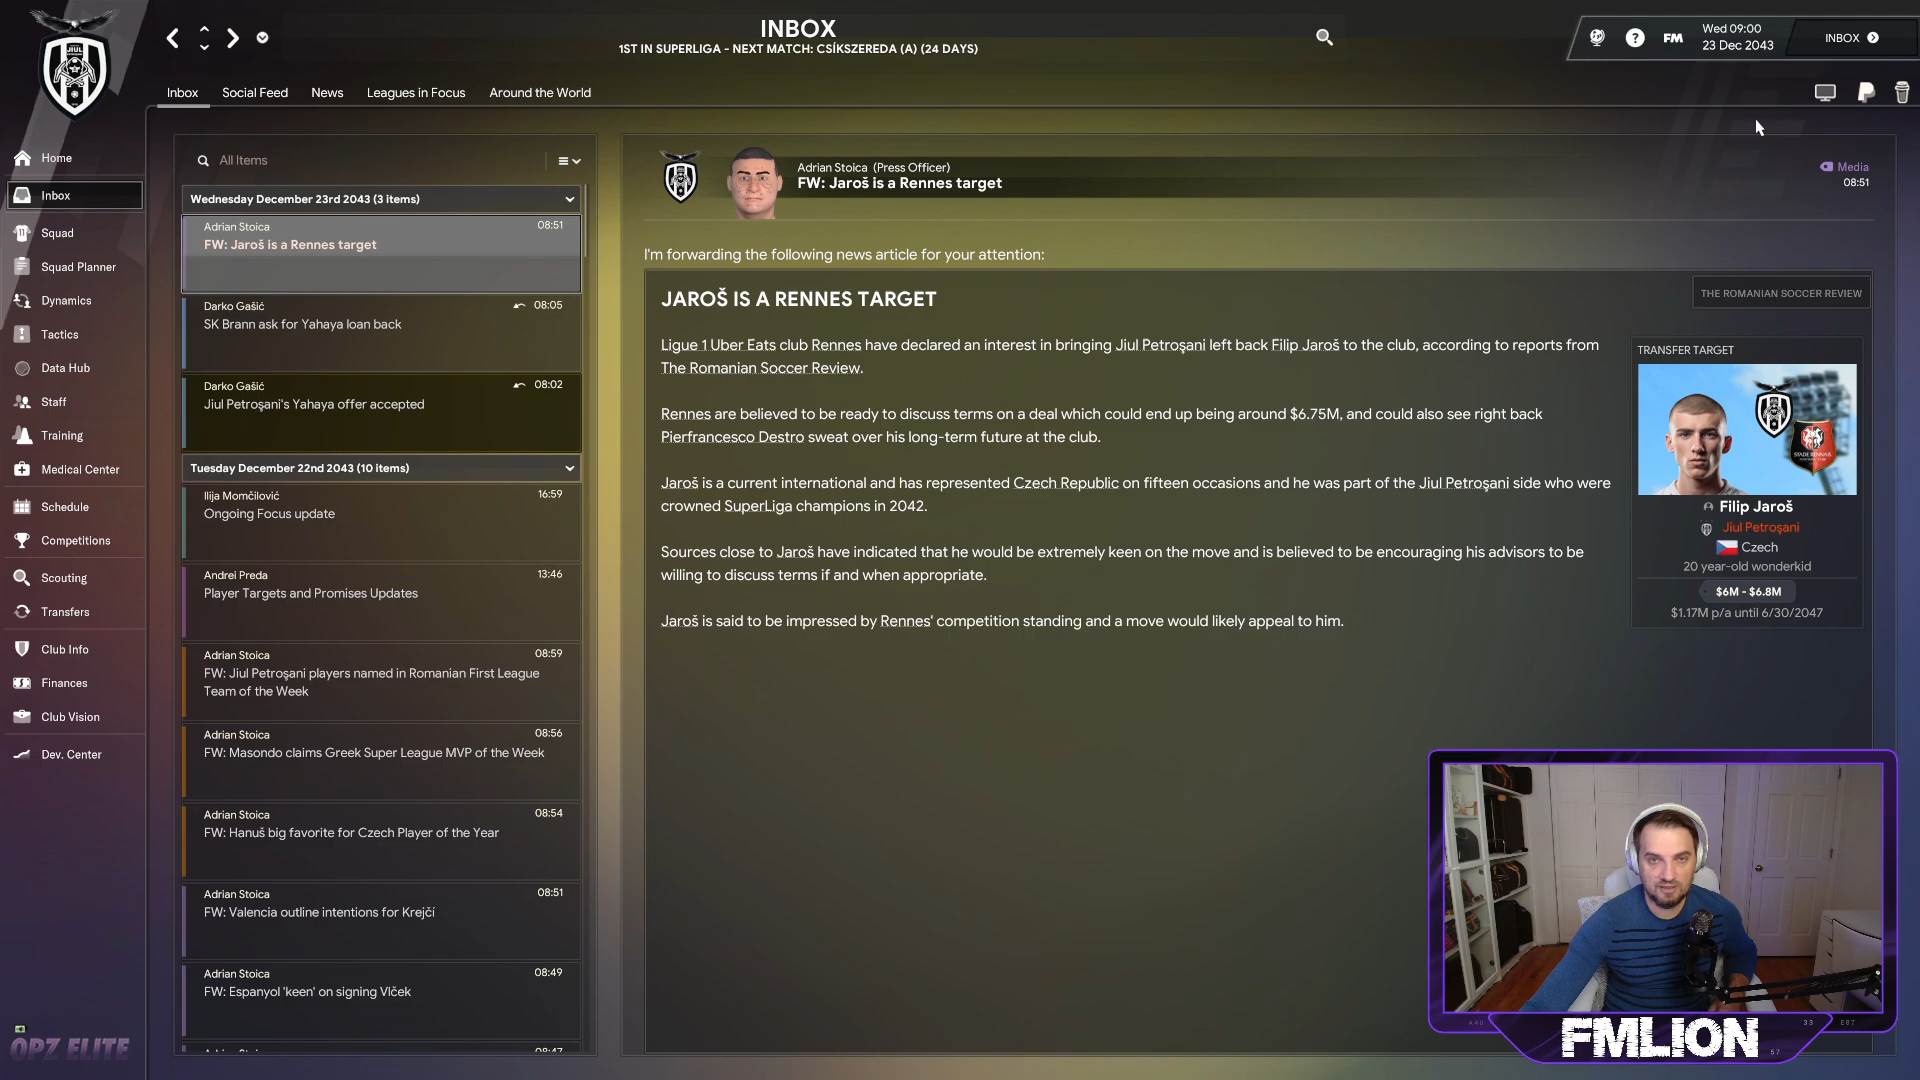 INBOX
1ST IN SUPERLIGA - NEXT MATCH: CSÍKSZEREDA (A) (24 DAYS)
FM
Wed 09:00
23 Dec 2043
INBOX
Inbox
Social Feed
News
Leagues in Focus
Around the World
Home
Inbox
Squad
Squad Planner
Dynamics
Tactics
Data Hub
Staff
Training
Medical Center
Schedule
Competitions
Scouting
Transfers
Club Info
Finances
Club Vision
Dev. Center
OPZ ELITE
All Items
Wednesday December 23rd 2043 (3 items)
Adrian Stoica 08:51
FW: Jaroš is a Rennes target
Darko Gašić 08:05
SK Brann ask for Yahaya loan back
Darko Gašić 08:02
Jiul Petroşani's Yahaya offer accepted
Tuesday December 22nd 2043 (10 items)
Ilija Momčilović 16:59
Ongoing Focus update
Andrei Preda 13:46
Player Targets and Promises Updates
Adrian Stoica 08:59
FW: Jiul Petroşani players named in Romanian First League
Team of the Week
Adrian Stoica 08:56
FW: Masondo claims Greek Super League MVP of the Week
Adrian Stoica 08:54
FW: Hanuš big favorite for Czech Player of the Year
Adrian Stoica 08:51
FW: Valencia outline intentions for Krejčí
Adrian Stoica 08:49
FW: Espanyol 'keen' on signing Vlček
Adrian Stoica (Press Officer)
FW: Jaroš is a Rennes target
Media
08:51
I'm forwarding the following news article for your attention:
JAROŠ IS A RENNES TARGET
THE ROMANIAN SOCCER REVIEW
Ligue 1 Uber Eats club Rennes have declared an interest in bringing Jiul Petroşani left back Filip Jaroš to the club, according to reports from
The Romanian Soccer Review.
Rennes are believed to be ready to discuss terms on a deal which could end up being around $6.75M, and could also see right back
Pierfrancesco Destro sweat over his long-term future at the club.
Jaroš is a current international and has represented Czech Republic on fifteen occasions and he was part of the Jiul Petroşani side who were
crowned SuperLiga champions in 2042.
Sources close to Jaroš have indicated that he would be extremely keen on the move and is believed to be encouraging his advisors to be
willing to discuss terms if and when appropriate.
Jaroš is said to be impressed by Rennes' competition standing and a move would likely appeal to him.
TRANSFER TARGET
Filip Jaroš
Jiul Petroşani
Czech
20 year-old wonderkid
$6M - $6.8M
$1.17M p/a until 6/30/2047
FMLION